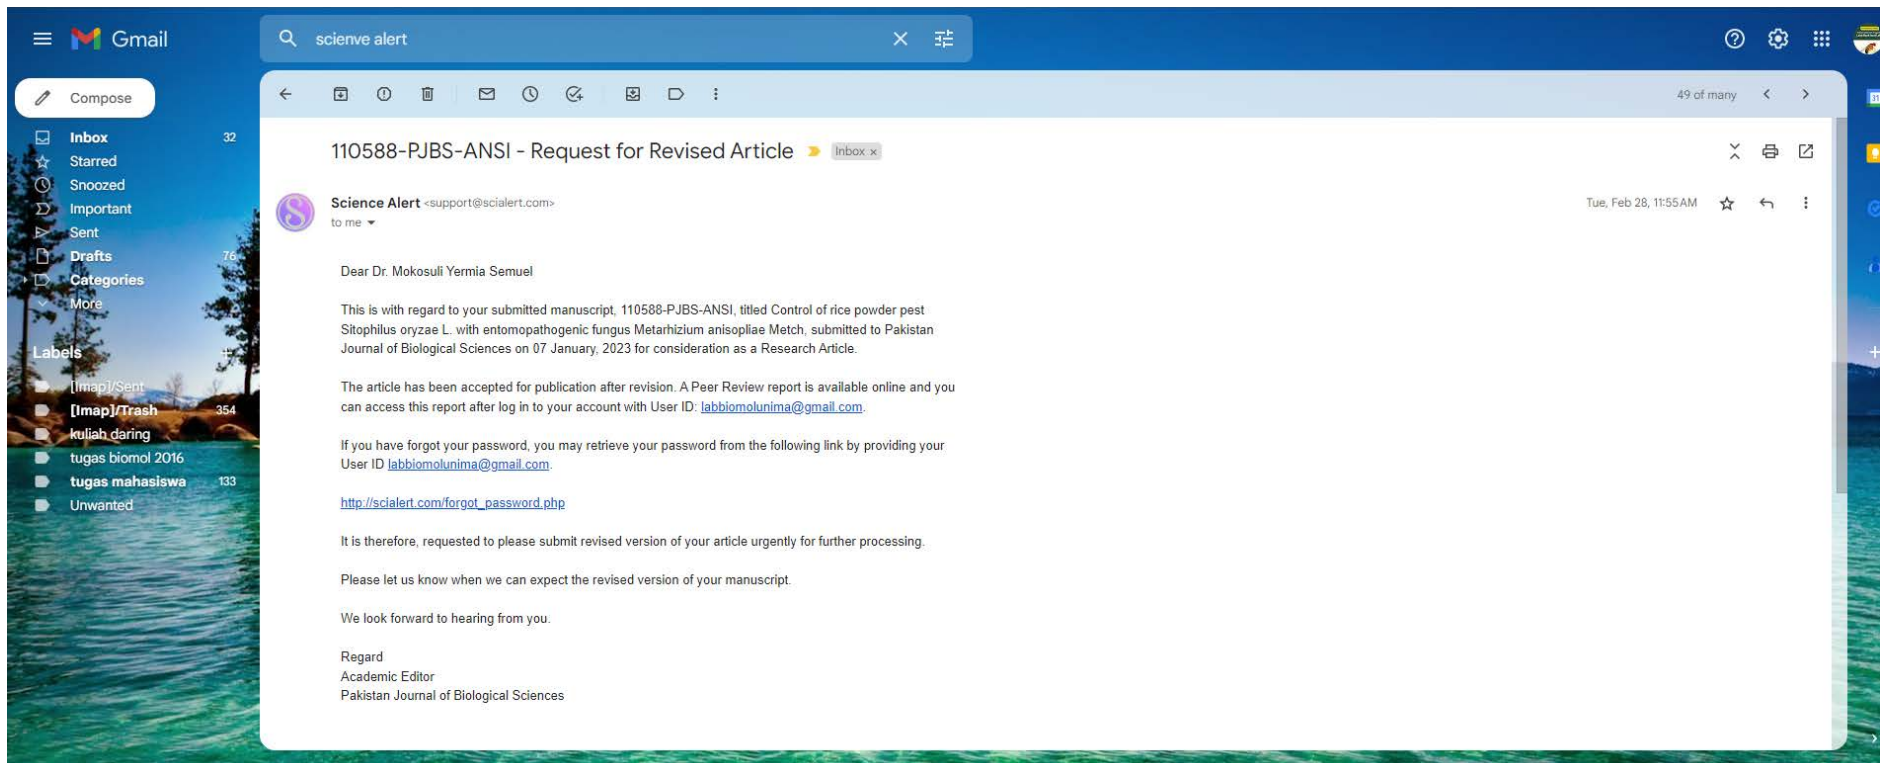 Gmail
scienve alert
Compose
49 of many
Inbox 32
Starred
Snoozed
Important
Sent
Drafts 76
Categories
More
Labels
[Imap]/Sent
[Imap]/Trash 354
kuliah daring
tugas biomol 2016
tugas mahasiswa 133
Unwanted
110588-PJBS-ANSI - Request for Revised Article Inbox x
Science Alert <support@scialert.com> Tue, Feb 28, 11:55 AM
to me
Dear Dr. Mokosuli Yermia Semuel
This is with regard to your submitted manuscript, 110588-PJBS-ANSI, titled Control of rice powder pest
Sitophilus oryzae L. with entomopathogenic fungus Metarhizium anisopliae Metch, submitted to Pakistan
Journal of Biological Sciences on 07 January, 2023 for consideration as a Research Article.
The article has been accepted for publication after revision. A Peer Review report is available online and you
can access this report after log in to your account with User ID: labbiomolunima@gmail.com.
If you have forgot your password, you may retrieve your password from the following link by providing your
User ID labbiomolunima@gmail.com.
http://scialert.com/forgot_password.php
It is therefore, requested to please submit revised version of your article urgently for further processing.
Please let us know when we can expect the revised version of your manuscript.
We look forward to hearing from you.
Regard
Academic Editor
Pakistan Journal of Biological Sciences
31